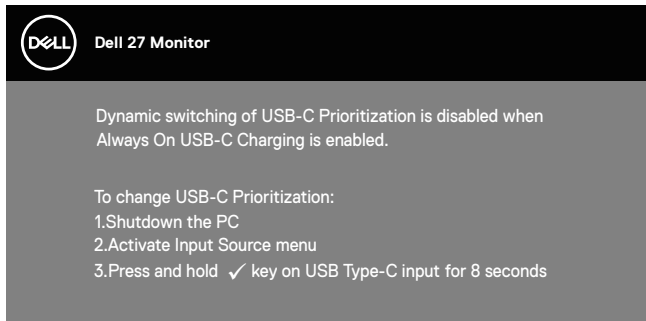 DELL
Dell 27 Monitor
Dynamic switching of USB-C Prioritization is disabled when
Always On USB-C Charging is enabled.
To change USB-C Prioritization:
1.Shutdown the PC
2.Activate Input Source menu
3.Press and hold ✓ key on USB Type-C input for 8 seconds